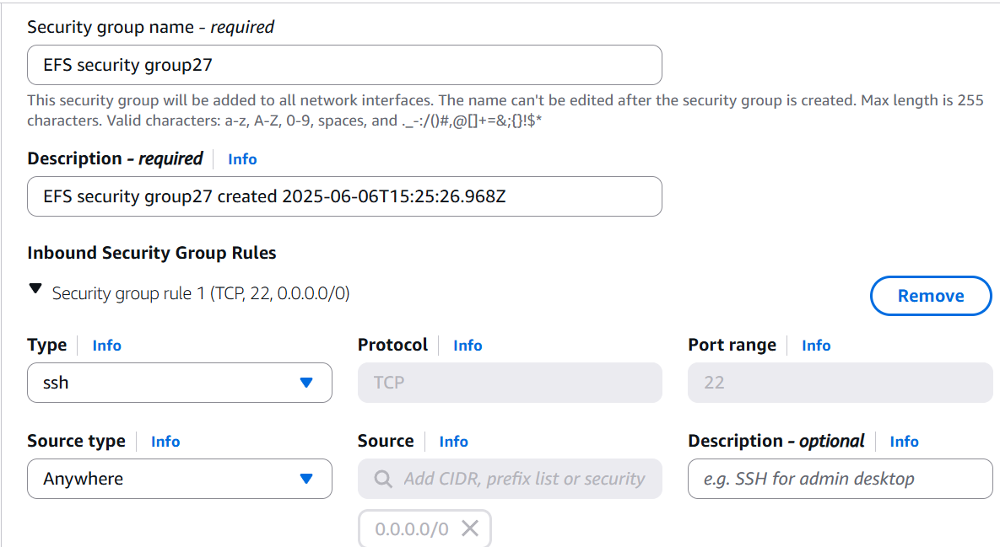 Security group name - required
EFS security group27
This security group will be added to all network interfaces. The name can't be edited after the security group is created. Max length is 255
characters. Valid characters: a-z, A-Z, 0-9, spaces, and ._-:/()#,@[]+=&;{}!$*
Description - required Info
EFS security group27 created 2025-06-06T15:25:26.968Z
Inbound Security Group Rules
Security group rule 1 (TCP, 22, 0.0.0.0/0) Remove
Type Info Protocol Info Port range Info
ssh TCP 22
Source type Info Source Info Description - optional Info
Anywhere Add CIDR, prefix list or security e.g. SSH for admin desktop
0.0.0.0/0